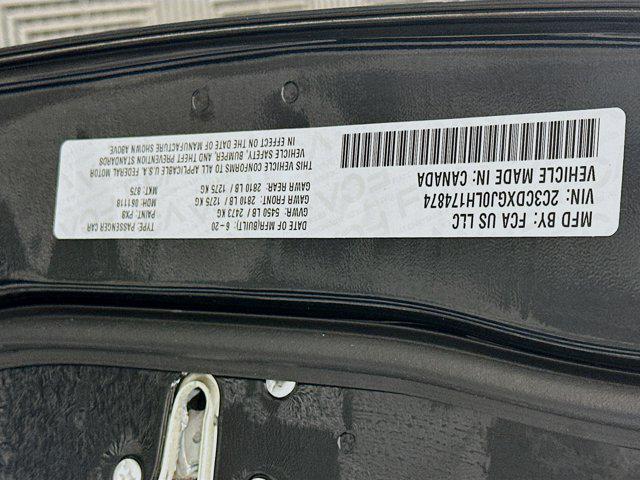 MFD BY: FCA US LLC
VIN: 2C3CDXGJ0LH174874
VEHICLE MADE IN: CANADA
DATE OF MFR(BUILT): 6-20
GVWR: 5450 LB / 2473 KG
GAWR FRONT: 2810 LB / 1275 KG
GAWR REAR: 2810 LB / 1275 KG
THIS VEHICLE CONFORMS TO ALL APPLICABLE U.S.A. FEDERAL MOTOR
VEHICLE SAFETY, BUMPER, AND THEFT PREVENTION STANDARDS
IN EFFECT ON THE DATE OF MANUFACTURE SHOWN ABOVE.
TYPE: PASSENGER CAR
PAINT: PX8
MDH: 061118
MKT: 875